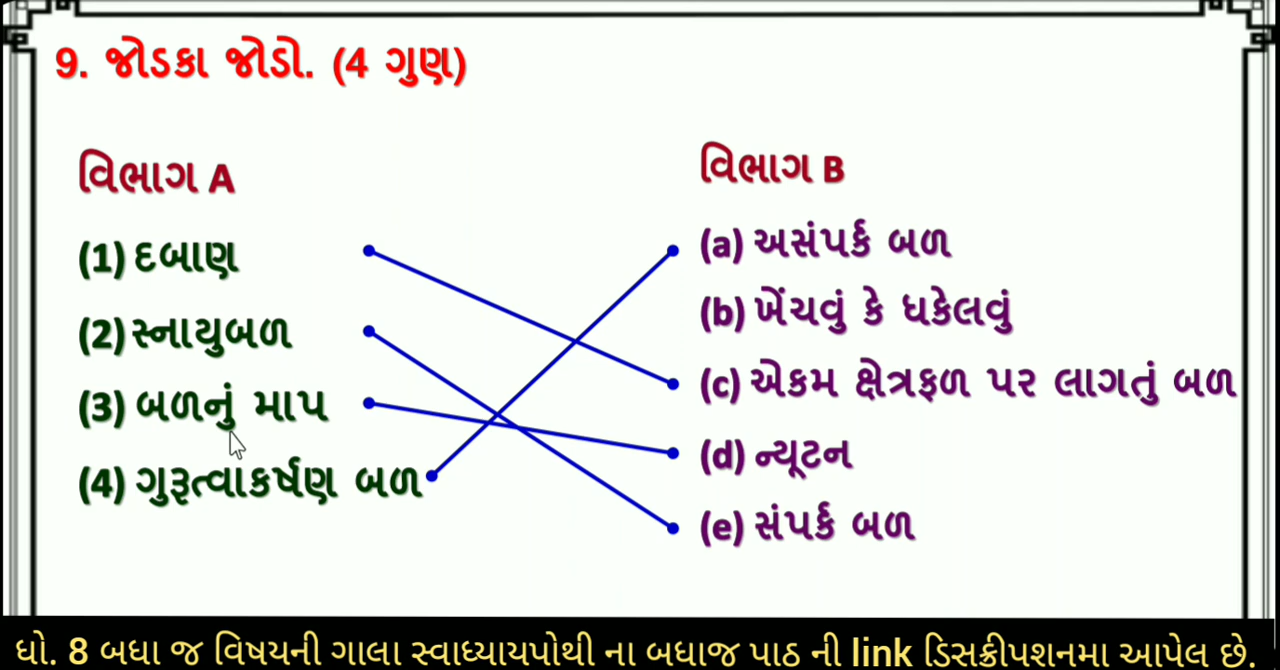 9. જોડકા જોડો. (4 ગુણ)
વિભાગ A
(1) દબાણ
(2) સ્નાયુબળ
(3) બળનું માપ
(4) ગુરૂત્વાકર્ષણ બળ
વિભાગ B
(a) અસંપર્ક બળ
(b) ખેંચવું કે ધકેલવું
(c) એકમ ક્ષેત્રફળ પર લાગતું બળ
(d) ન્યૂટન
(e) સંપર્ક બળ
ધો. 8 બધા જ વિષયની ગાલા સ્વાધ્યાયપોથી ના બધાજ પાઠ ની link ડિસક્રીપશનમા આપેલ છે.